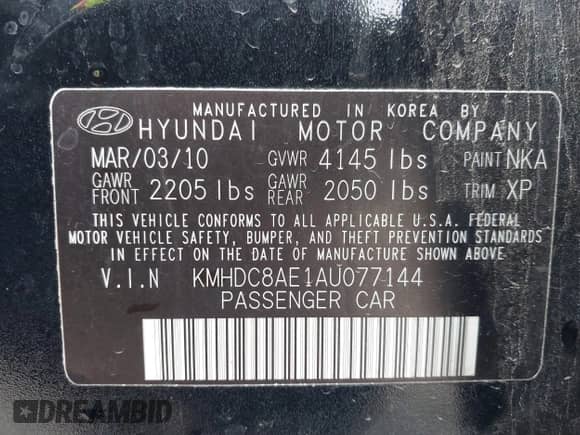 MANUFACTURED IN KOREA BY
HYUNDAI MOTOR COMPANY
MAR/03/10 GVWR 4145 lbs PAINT NKA
GAWR FRONT 2205 lbs GAWR REAR 2050 lbs TRIM XP
THIS VEHICLE CONFORMS TO ALL APPLICABLE U.S.A. FEDERAL
MOTOR VEHICLE SAFETY, BUMPER, AND THEFT PREVENTION STANDARDS
IN EFFECT ON THE DATE OF MANUFACTURE SHOWN ABOVE.
V.I.N KMHDC8AE1AU077144
PASSENGER CAR
DREAMBID